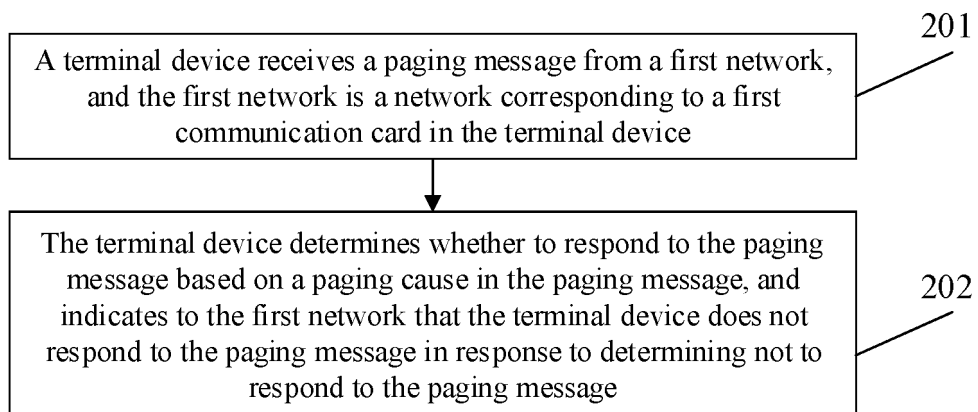 201
A terminal device receives a paging message from a first network,
and the first network is a network corresponding to a first
communication card in the terminal device
The terminal device determines whether to respond to the paging
message based on a paging cause in the paging message, and
indicates to the first network that the terminal device does not
respond to the paging message in response to determining not to
respond to the paging message
202